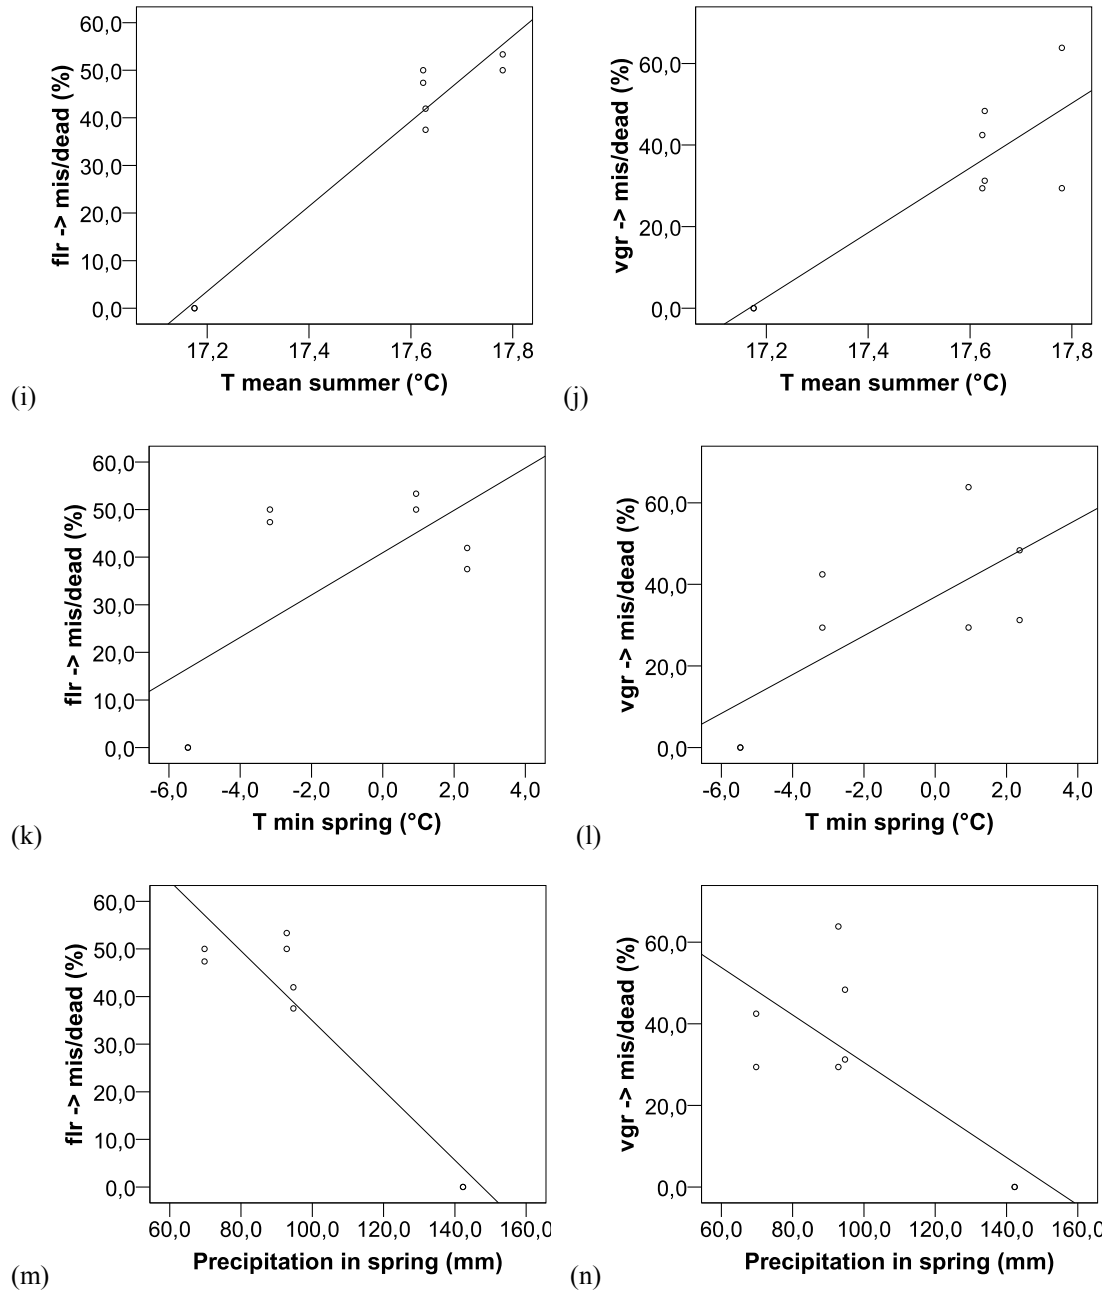 60,0
50,0
40,0
30,0
20,0
10,0
0,0
flr -> mis/dead (%)
17,2 17,4 17,6 17,8
T mean summer (°C)
(i)
60,0
40,0
20,0
0,0
vgr -> mis/dead (%)
17,2 17,4 17,6 17,8
T mean summer (°C)
(j)
60,0
50,0
40,0
30,0
20,0
10,0
0,0
flr -> mis/dead (%)
-6,0 -4,0 -2,0 0,0 2,0 4,0
T min spring (°C)
(k)
60,0
40,0
20,0
0,0
vgr -> mis/dead (%)
-6,0 -4,0 -2,0 0,0 2,0 4,0
T min spring (°C)
(l)
60,0
50,0
40,0
30,0
20,0
10,0
0,0
flr -> mis/dead (%)
60,0 80,0 100,0 120,0 140,0 160,0
Precipitation in spring (mm)
(m)
60,0
40,0
20,0
0,0
vgr -> mis/dead (%)
60,0 80,0 100,0 120,0 140,0 160,0
Precipitation in spring (mm)
(n)